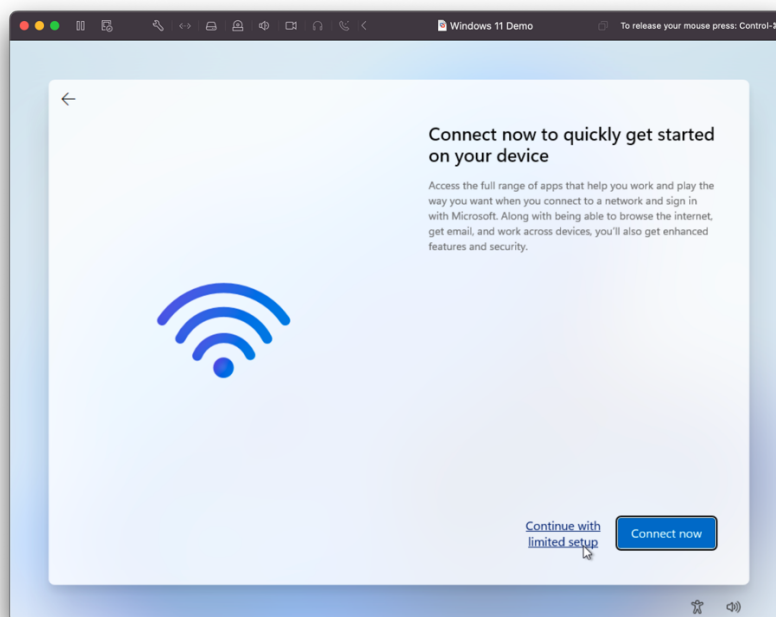 Windows 11 Demo
To release your mouse press: Control-
Connect now to quickly get started
on your device
Access the full range of apps that help you work and play the
way you want when you connect to a network and sign in
with Microsoft. Along with being able to browse the internet,
get email, and work across devices, you'll also get enhanced
features and security.
Continue with
limited setup
Connect now